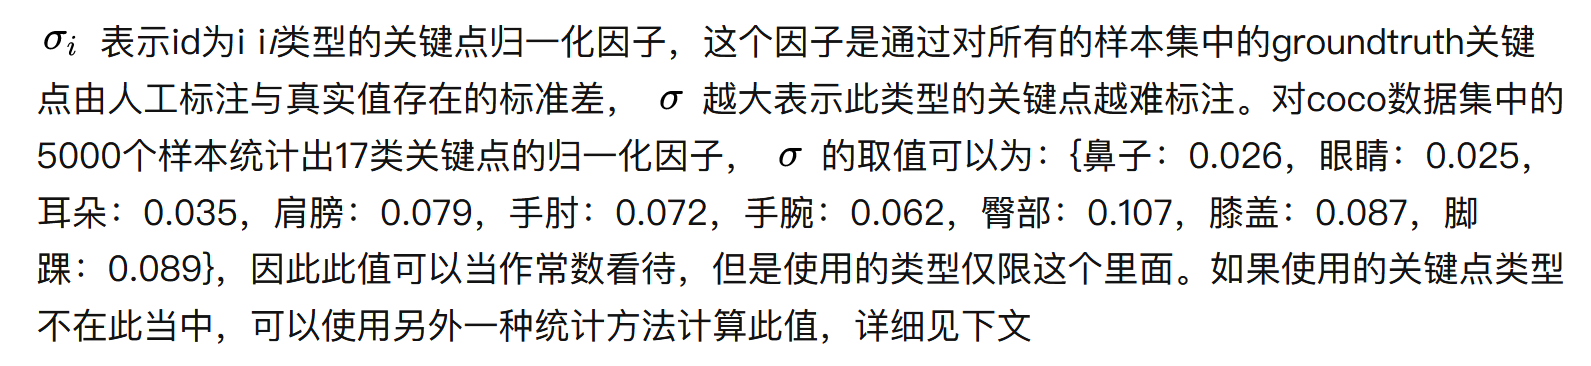 σi 表示id为i ii类型的关键点归一化因子，这个因子是通过对所有的样本集中的groundtruth关键
点由人工标注与真实值存在的标准差， σ 越大表示此类型的关键点越难标注。对coco数据集中的
5000个样本统计出17类关键点的归一化因子， σ 的取值可以为：{鼻子：0.026，眼睛：0.025，
耳朵：0.035，肩膀：0.079，手肘：0.072，手腕：0.062，臀部：0.107，膝盖：0.087，脚
踝：0.089}，因此此值可以当作常数看待，但是使用的类型仅限这个里面。如果使用的关键点类型
不在此当中，可以使用另外一种统计方法计算此值，详细见下文